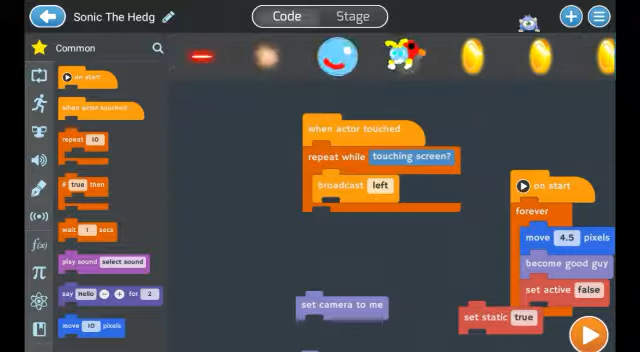 Sonic The Hedg
Code
Stage
Common
on start
when actor touched
repeat 10
if true then
wait 1 secs
play sound select sound
say Hello for 2
move 10 pixels
f(x)
π
when actor touched
repeat while touching screen?
broadcast left
set camera to me
on start
forever
move 4.5 pixels
become good guy
set active false
set static true